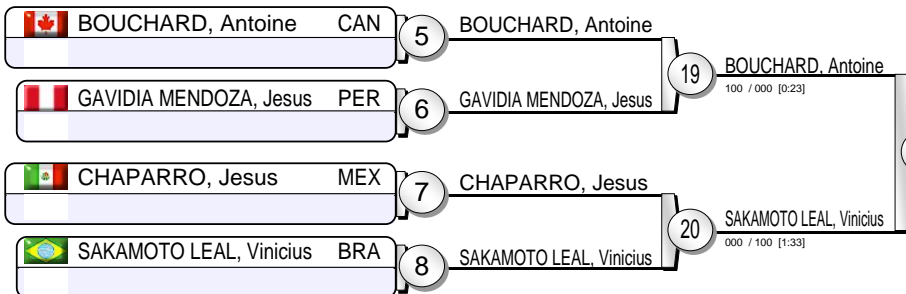 BOUCHARD, Antoine CAN
5
BOUCHARD, Antoine
19
BOUCHARD, Antoine
100 / 000 [0:23]
GAVIDIA MENDOZA, Jesus PER
6
GAVIDIA MENDOZA, Jesus
CHAPARRO, Jesus MEX
7
CHAPARRO, Jesus
20
SAKAMOTO LEAL, Vinicius
000 / 100 [1:33]
SAKAMOTO LEAL, Vinicius BRA
8
SAKAMOTO LEAL, Vinicius